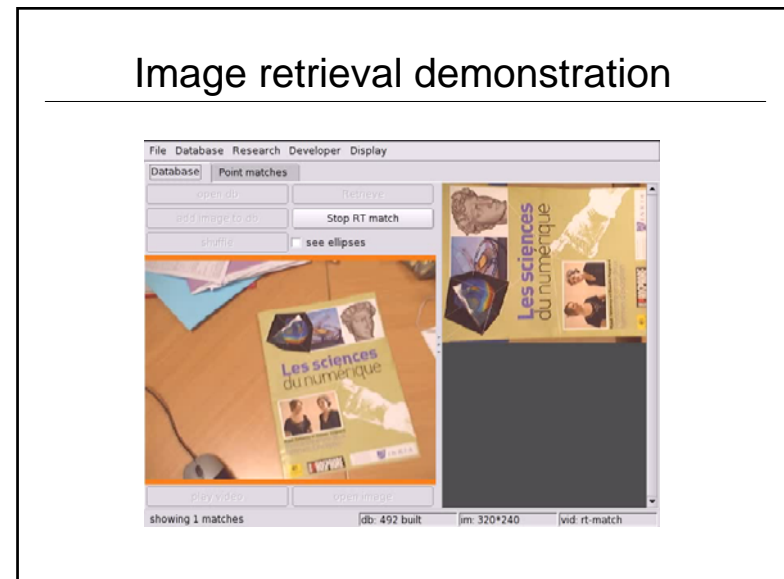 Image retrieval demonstration
File Database Research Developer Display
Database Point matches
open db Retrieve
add image to db Stop RT match
shuffle see ellipses
Les sciences
du numérique
Les sciences
du numérique
INRIA
play video open image
showing 1 matches db: 492 built im: 320*240 vid: rt-match